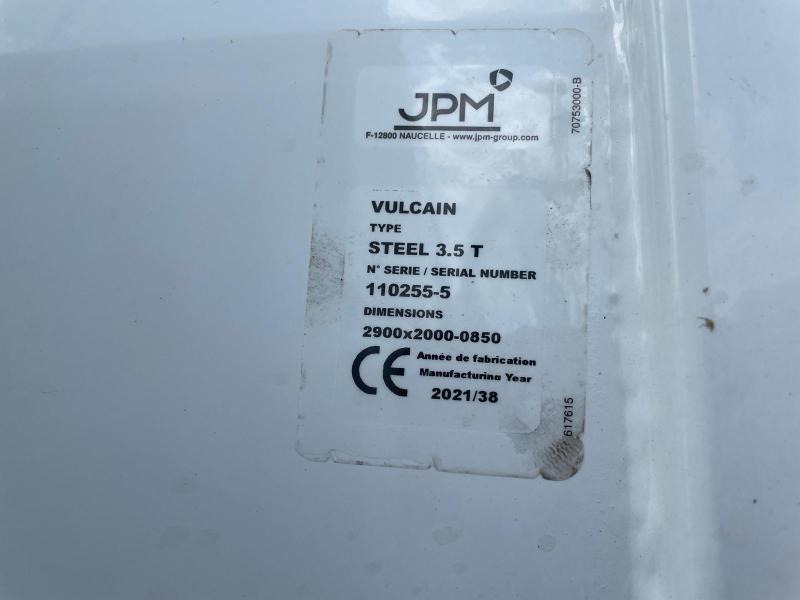 JPM
F-12800 NAUCELLE - www.jpm-group.com
70753000-B
VULCAIN
TYPE
STEEL 3.5 T
N° SERIE / SERIAL NUMBER
110255-5
DIMENSIONS
2900x2000-0850
CE
Année de fabrication
Manufacturing Year
2021/38
617615